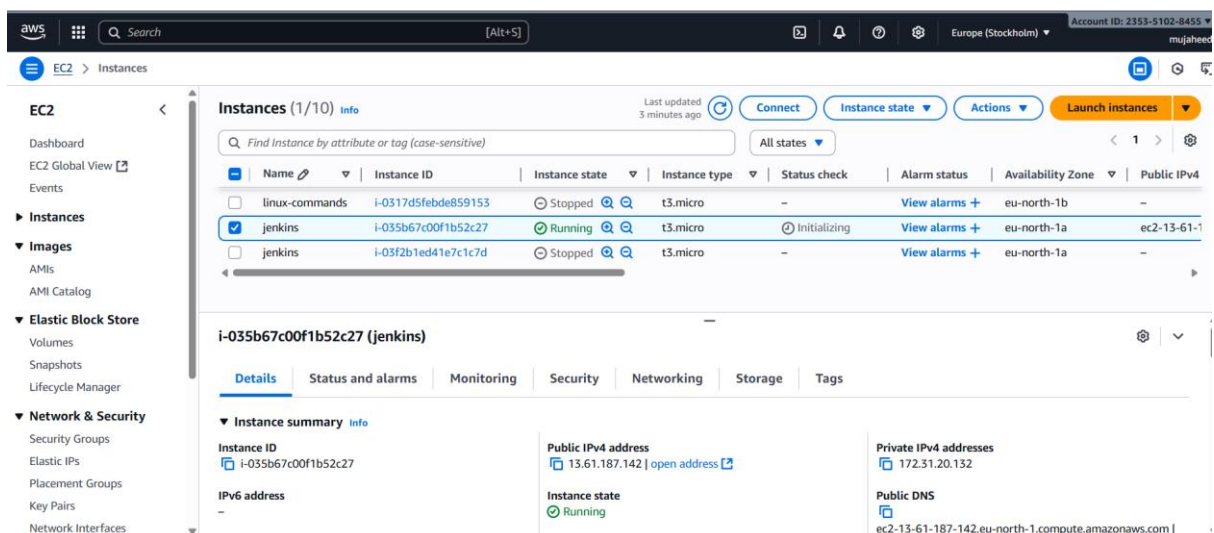 aws Search [Alt+S] Europe (Stockholm) Account ID: 2353-5102-8455
mujaheed
EC2 > Instances
EC2
Dashboard
EC2 Global View
Events
Instances
Images
AMIs
AMI Catalog
Elastic Block Store
Volumes
Snapshots
Lifecycle Manager
Network & Security
Security Groups
Elastic IPs
Placement Groups
Key Pairs
Network Interfaces
Instances (1/10) Info
Last updated
3 minutes ago
Connect Instance state Actions Launch instances
Find Instance by attribute or tag (case-sensitive) All states 1
Name Instance ID Instance state Instance type Status check Alarm status Availability Zone Public IPv4
linux-commands i-0317d5febde859153 Stopped t3.micro – View alarms + eu-north-1b –
jenkins i-035b67c00f1b52c27 Running t3.micro Initializing View alarms + eu-north-1a ec2-13-61-1
jenkins i-03f2b1ed41e7c1c7d Stopped t3.micro – View alarms + eu-north-1a –
i-035b67c00f1b52c27 (jenkins)
Details Status and alarms Monitoring Security Networking Storage Tags
Instance summary Info
Instance ID
i-035b67c00f1b52c27
Public IPv4 address
13.61.187.142 | open address
Private IPv4 addresses
172.31.20.132
IPv6 address
–
Instance state
Running
Public DNS
ec2-13-61-187-142.eu-north-1.compute.amazonaws.com |